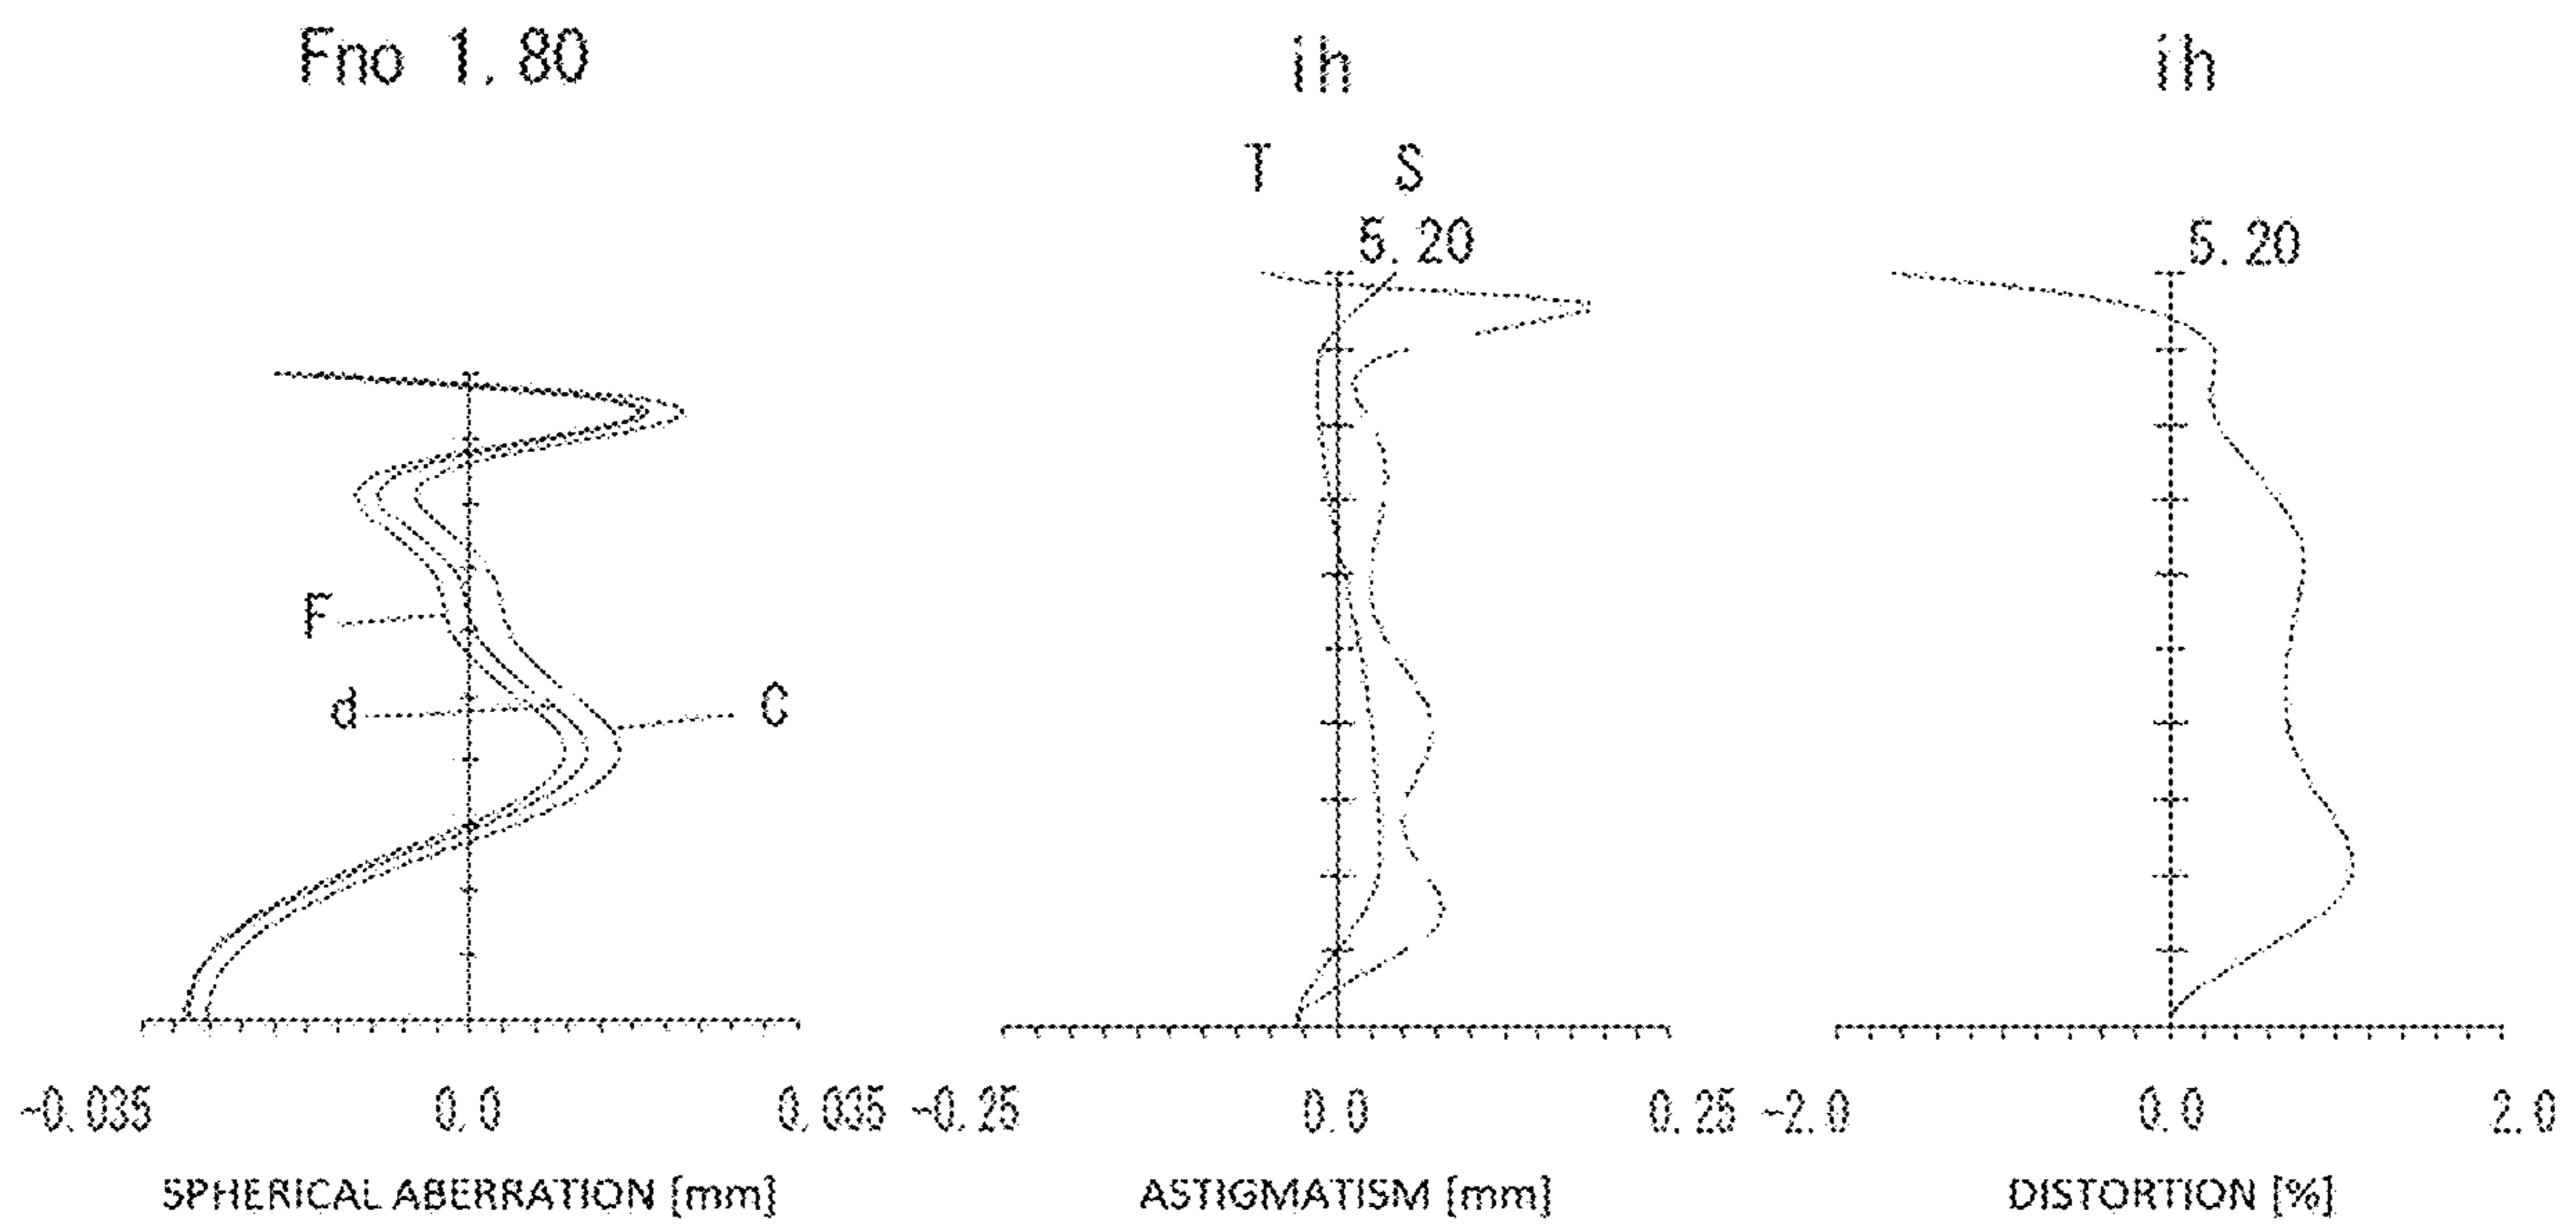 Fno 1.80
ih
ih
T S
5.20
5.20
F
d
C
-0.035 0.0 0.035
-0.25 0.0 0.25
-2.0 0.0 2.0
SPHERICAL ABERRATION [mm]
ASTIGMATISM [mm]
DISTORTION [%]